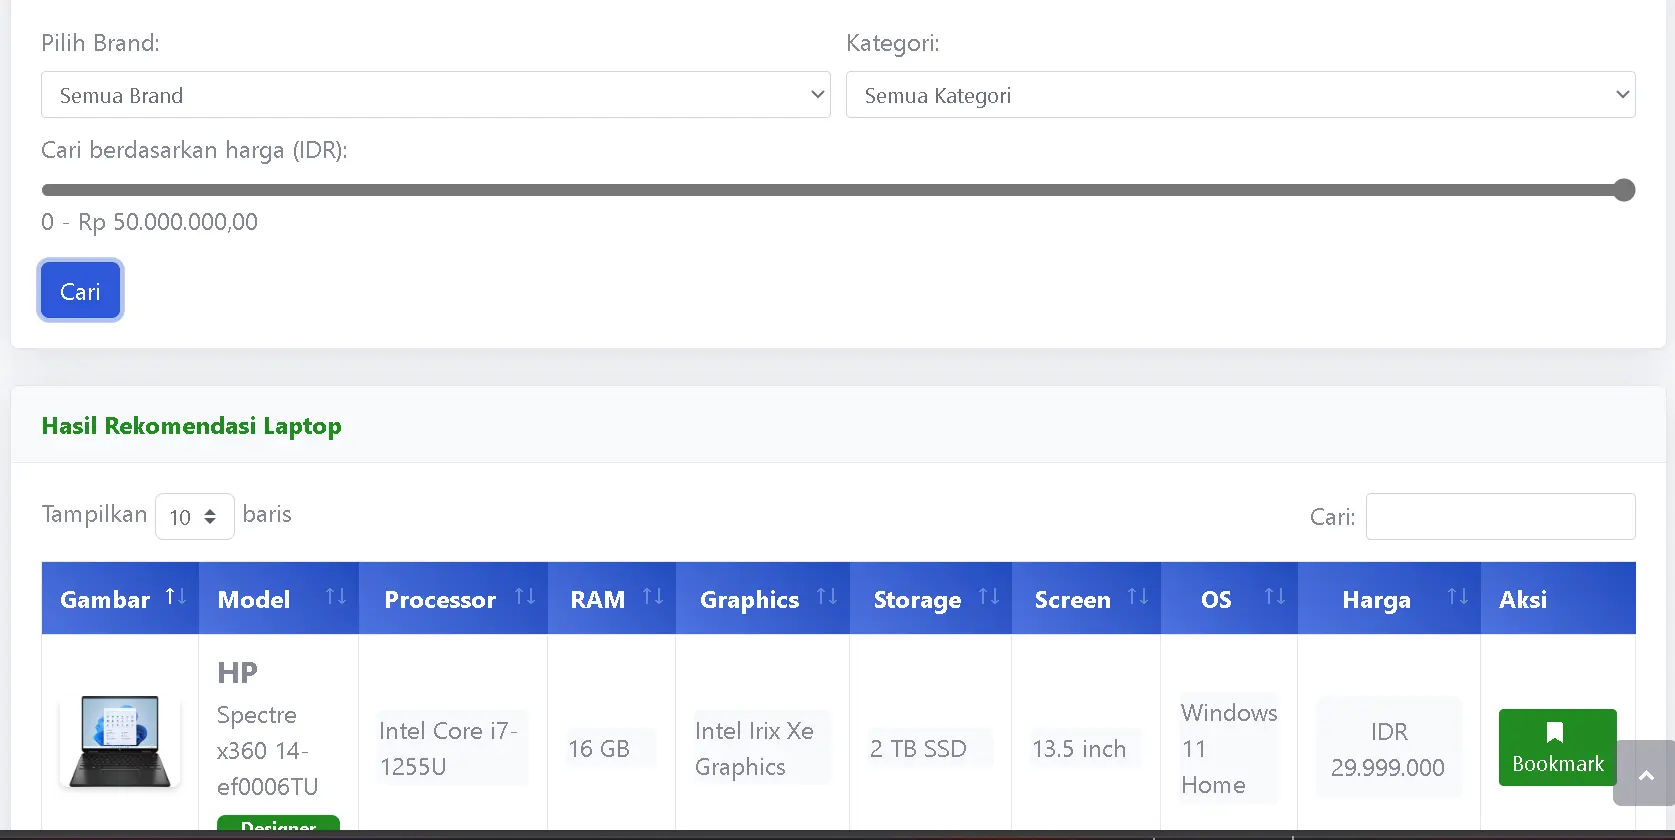 Pilih Brand:
Kategori:
Semua Brand
Semua Kategori
Cari berdasarkan harga (IDR):
0 - Rp 50.000.000,00
Cari
Hasil Rekomendasi Laptop
Tampilkan 10 baris
Cari:
Gambar Model Processor RAM Graphics Storage Screen OS Harga Aksi
HP
Spectre
x360 14-
ef0006TU
Designer
Intel Core i7-
1255U
16 GB
Intel Irix Xe
Graphics
2 TB SSD
13.5 inch
Windows
11
Home
IDR
29.999.000
Bookmark